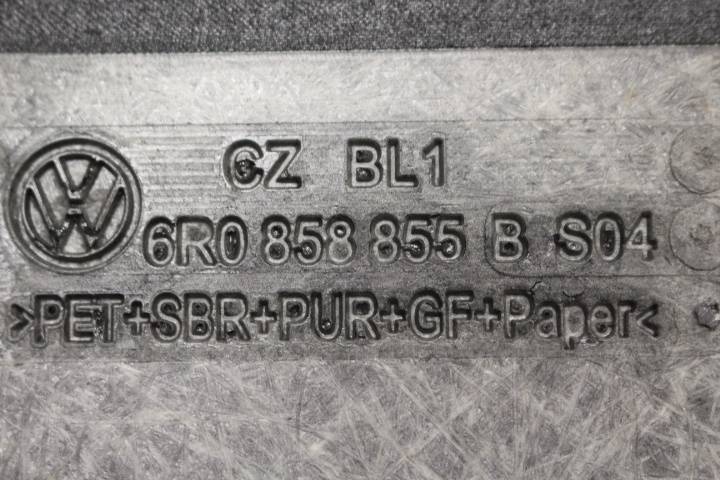 CZ BL1
6R0 858 855 B S04
>PET+SBR+PUR+GF+Paper<